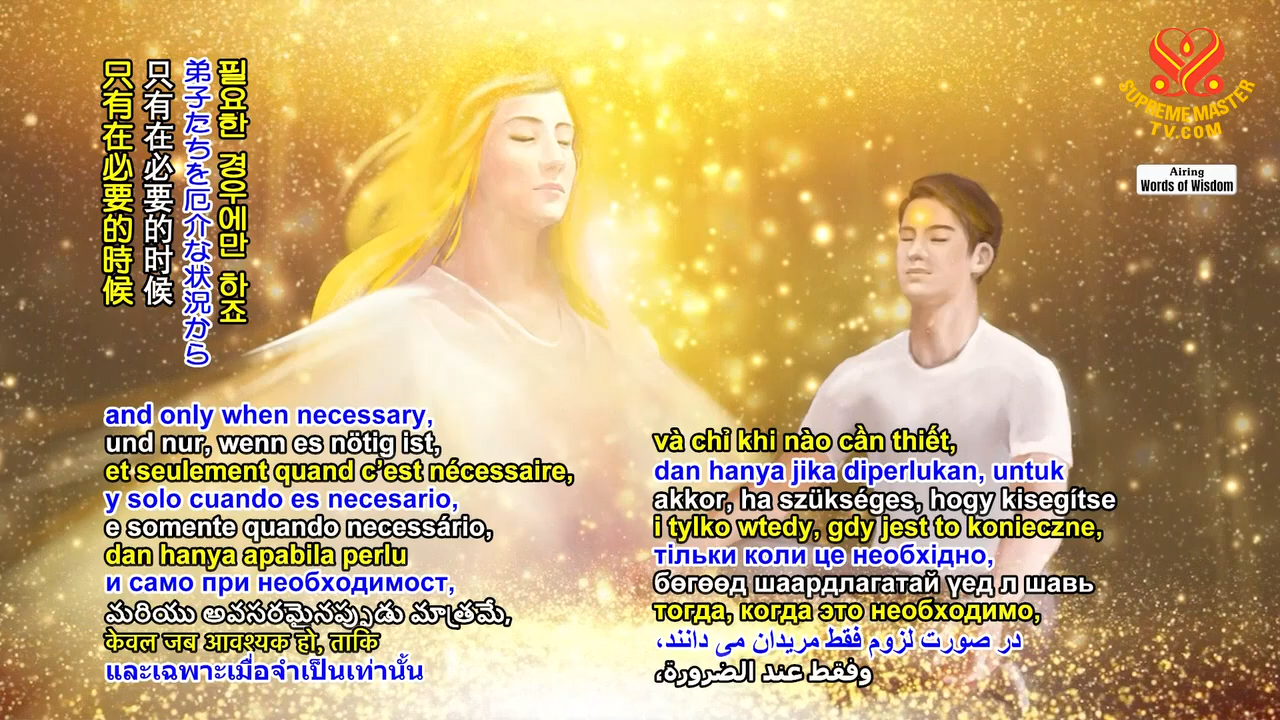 只有在必要的時候
只有在必要的时候
弟子たちを厄介な状況から
필요한 경우에만 하죠
and only when necessary,
und nur, wenn es nötig ist,
et seulement quand c'est nécessaire,
y solo cuando es necesario,
e somente quando necessário,
dan hanya apabila perlu
и само при необходимост,
మరియు అవసరమైనప్పుడు మాత్రమే,
केवल जब आवश्यक हो, ताकि
และเฉพาะเมื่อจำเป็นเท่านั้น
và chỉ khi nào cần thiết,
dan hanya jika diperlukan, untuk
akkor, ha szükséges, hogy kisegítse
i tylko wtedy, gdy jest to konieczne,
тільки коли це необхідно,
бөгөөд шаардлагатай үед л шавь
тогда, когда это необходимо,
در صورت لزوم فقط مریدان می دانند،
وفقط عند الضرورة،
SUPREME MASTER
TV.COM
Airing
Words of Wisdom